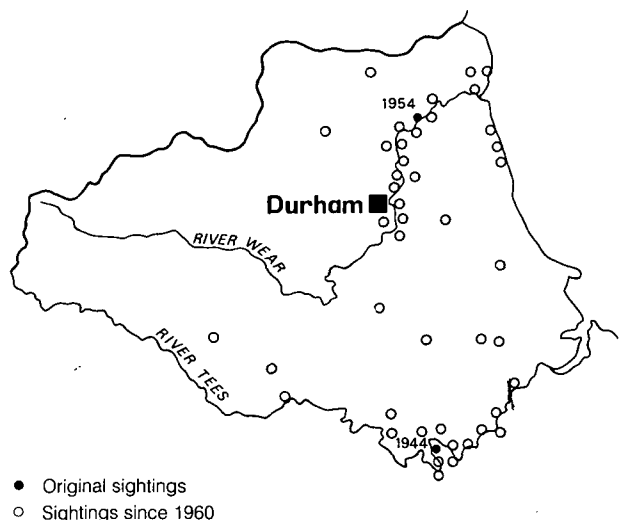 1954
Durham
RIVER WEAR
RIVER TEES
1944
Original sightings
Sightings since 1960